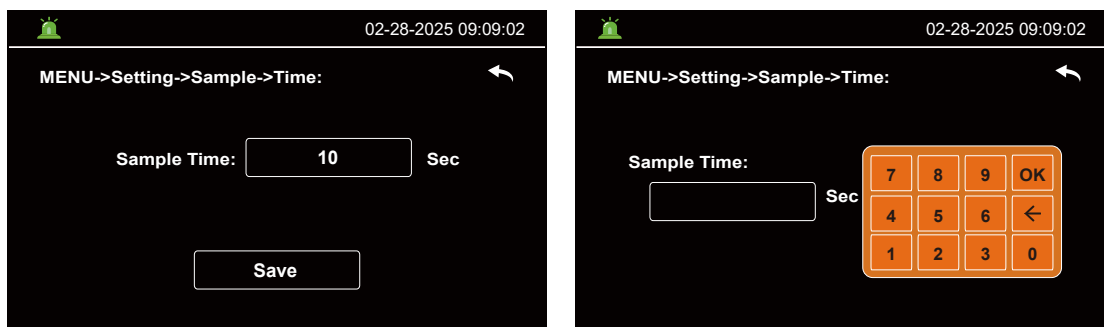 02-28-2025 09:09:02
MENU->Setting->Sample->Time:
Sample Time: 10 Sec
Save
02-28-2025 09:09:02
MENU->Setting->Sample->Time:
Sample Time:
Sec
7 8 9 OK
4 5 6 ←
1 2 3 0